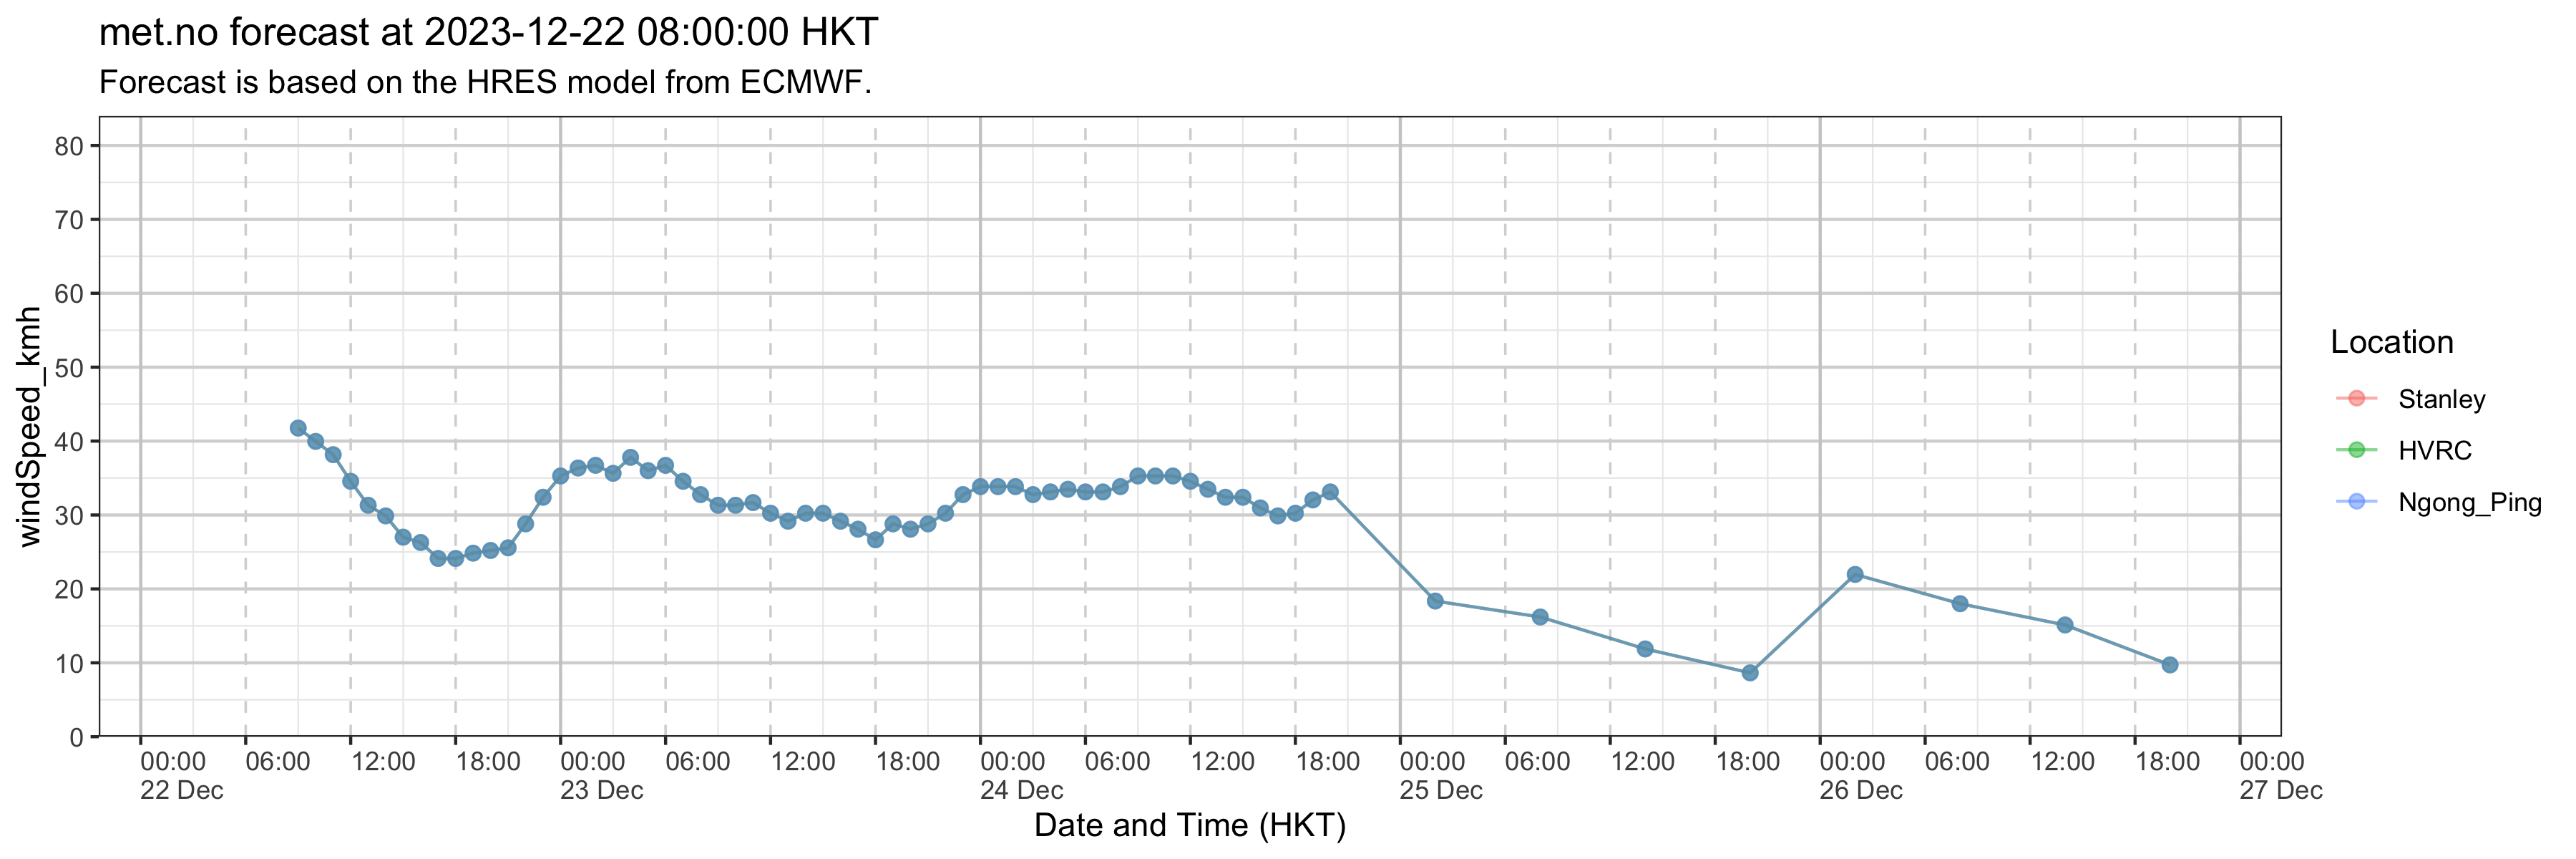 met.no forecast at 2023-12-22 08:00:00 HKT
Forecast is based on the HRES model from ECMWF.
windSpeed_kmh
80
70
60
50
40
30
20
10
0
00:00 06:00 12:00 18:00 00:00 06:00 12:00 18:00 00:00 06:00 12:00 18:00 00:00 06:00 12:00 18:00 00:00 06:00 12:00 18:00 00:00
22 Dec 23 Dec 24 Dec 25 Dec 26 Dec 27 Dec
Date and Time (HKT)
Location
Stanley
HVRC
Ngong_Ping